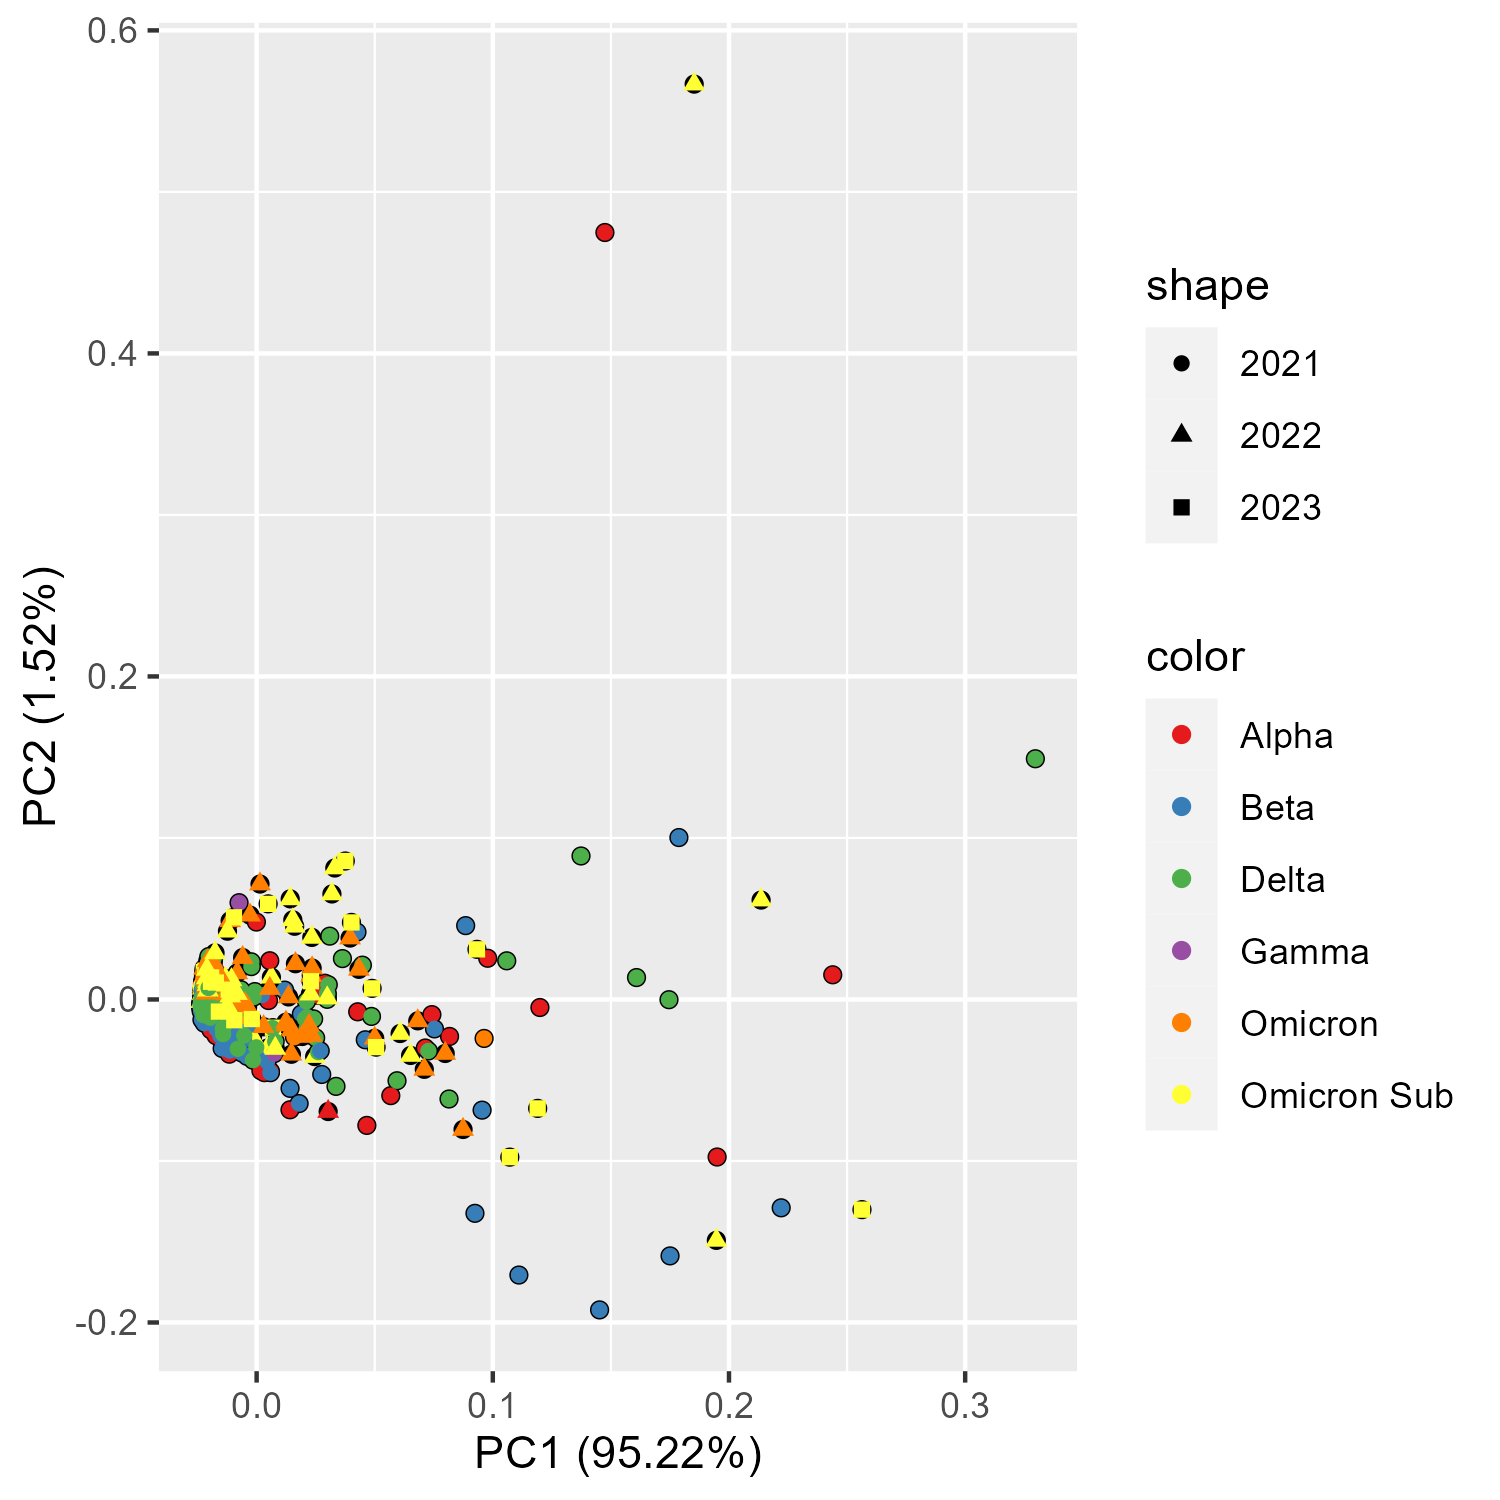 0.6
0.4
0.2
0.0
-0.2
PC2 (1.52%)
0.0 0.1 0.2 0.3
PC1 (95.22%)
shape
2021
2022
2023
color
Alpha
Beta
Delta
Gamma
Omicron
Omicron Sub